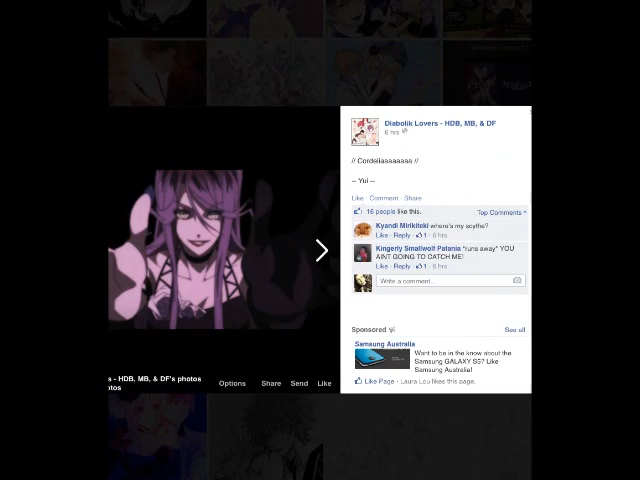 Diabolik Lovers - HDB, MB, & DF
6 hrs
// Cordeliaaaaaaaa //
~ Yui ~
Like · Comment · Share
16 people like this.
Top Comments
Kyandi Mirikiteki where's my scythe?
Like · Reply · 1 · 6 hrs
Kingerly Smallwolf Patania *runs away* YOU
AINT GOING TO CATCH ME!
Like · Reply · 1 · 6 hrs
Write a comment...
Sponsored
See all
Samsung Australia
Want to be in the know about the
Samsung GALAXY S5? Like
Samsung Australia!
Like Page · Laura Lou likes this page.
s - HDB, MB, & DF's photos
otos
Options Share Send Like